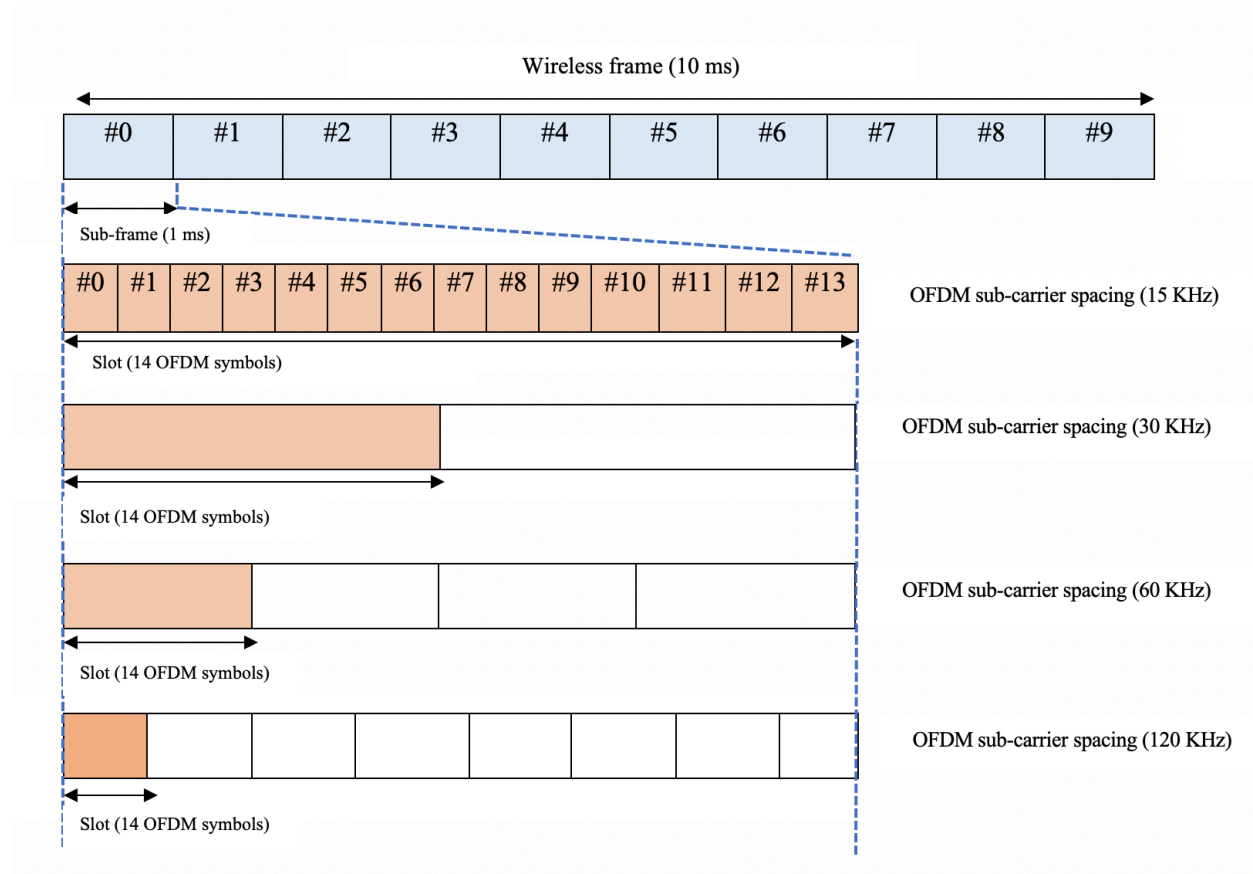 Wireless frame (10 ms)
#0 #1 #2 #3 #4 #5 #6 #7 #8 #9
Sub-frame (1 ms)
#0 #1 #2 #3 #4 #5 #6 #7 #8 #9 #10 #11 #12 #13
OFDM sub-carrier spacing (15 KHz)
Slot (14 OFDM symbols)
OFDM sub-carrier spacing (30 KHz)
Slot (14 OFDM symbols)
OFDM sub-carrier spacing (60 KHz)
Slot (14 OFDM symbols)
OFDM sub-carrier spacing (120 KHz)
Slot (14 OFDM symbols)